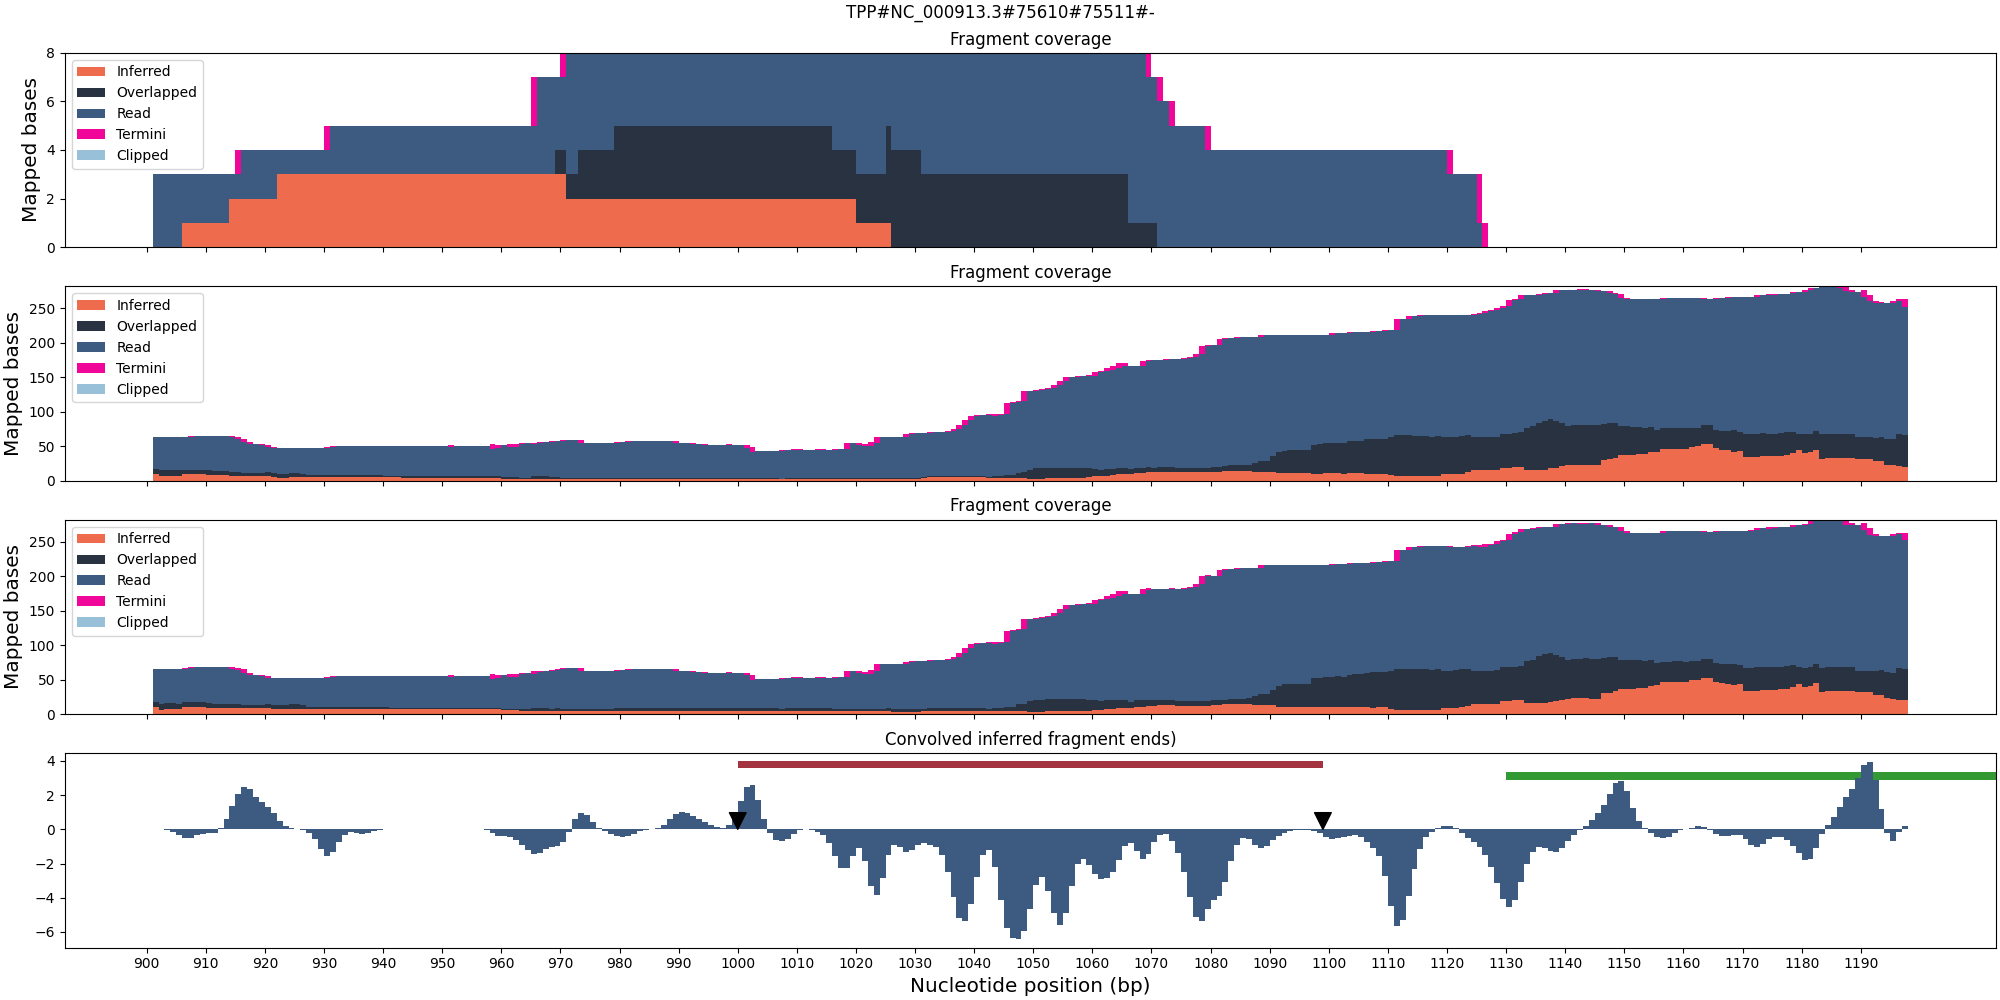 TPP#NC_000913.3#75610#75511#-
Fragment coverage
Mapped bases
8
6
4
2
0
Inferred
Overlapped
Read
Termini
Clipped
Fragment coverage
Mapped bases
250
200
150
100
50
0
Inferred
Overlapped
Read
Termini
Clipped
Fragment coverage
Mapped bases
250
200
150
100
50
0
Inferred
Overlapped
Read
Termini
Clipped
Convolved inferred fragment ends)
4
2
0
−2
−4
−6
900 910 920 930 940 950 960 970 980 990 1000 1010 1020 1030 1040 1050 1060 1070 1080 1090 1100 1110 1120 1130 1140 1150 1160 1170 1180 1190
Nucleotide position (bp)